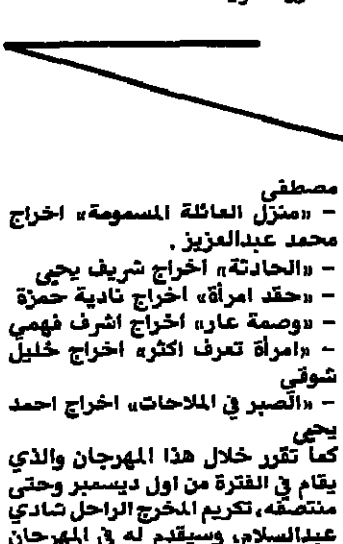 مصطفى
– «منزل العائلة المسمومة» اخراج
محمد عبدالعزيز .
– «الحادثة» اخراج شريف يحيى
– «حقد امرأة» اخراج نادية حمزة
– «وصمة عار» اخراج اشرف فهمي
– «امرأة تعرف اكثر» اخراج خليل
شوقي
– «الصبر في الملاحات» اخراج احمد
يحيى
كما تقرر خلال هذا المهرجان والذي
يقام في الفترة من اول ديسمبر وحتى
منتصفه، تكريم المخرج الراحل شادي
عبدالسلام، وسيقدم له في المهرجان